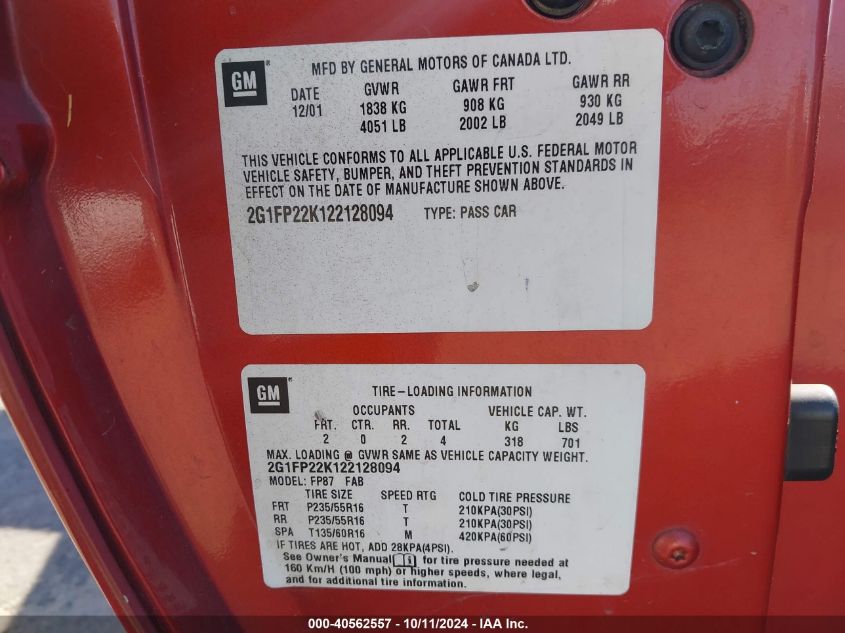 GM
MFD BY GENERAL MOTORS OF CANADA LTD.
DATE GVWR GAWR FRT GAWR RR
12/01 1838 KG 908 KG 930 KG
4051 LB 2002 LB 2049 LB
THIS VEHICLE CONFORMS TO ALL APPLICABLE U.S. FEDERAL MOTOR
VEHICLE SAFETY, BUMPER, AND THEFT PREVENTION STANDARDS IN
EFFECT ON THE DATE OF MANUFACTURE SHOWN ABOVE.
2G1FP22K122128094 TYPE: PASS CAR
GM
TIRE-LOADING INFORMATION
OCCUPANTS VEHICLE CAP. WT.
FRT. CTR. RR. TOTAL KG LBS
2 0 2 4 318 701
MAX. LOADING @ GVWR SAME AS VEHICLE CAPACITY WEIGHT.
2G1FP22K122128094
MODEL: FP87 FAB
TIRE SIZE SPEED RTG COLD TIRE PRESSURE
FRT P235/55R16 T 210KPA(30PSI)
RR P235/55R16 T 210KPA(30PSI)
SPA T135/60R16 M 420KPA(60PSI)
IF TIRES ARE HOT, ADD 28KPA(4PSI).
See Owner's Manual i for tire pressure needed at
160 Km/H (100 mph) or higher speeds, where legal,
and for additional tire information.
000-40562557 - 10/11/2024 - IAA Inc.